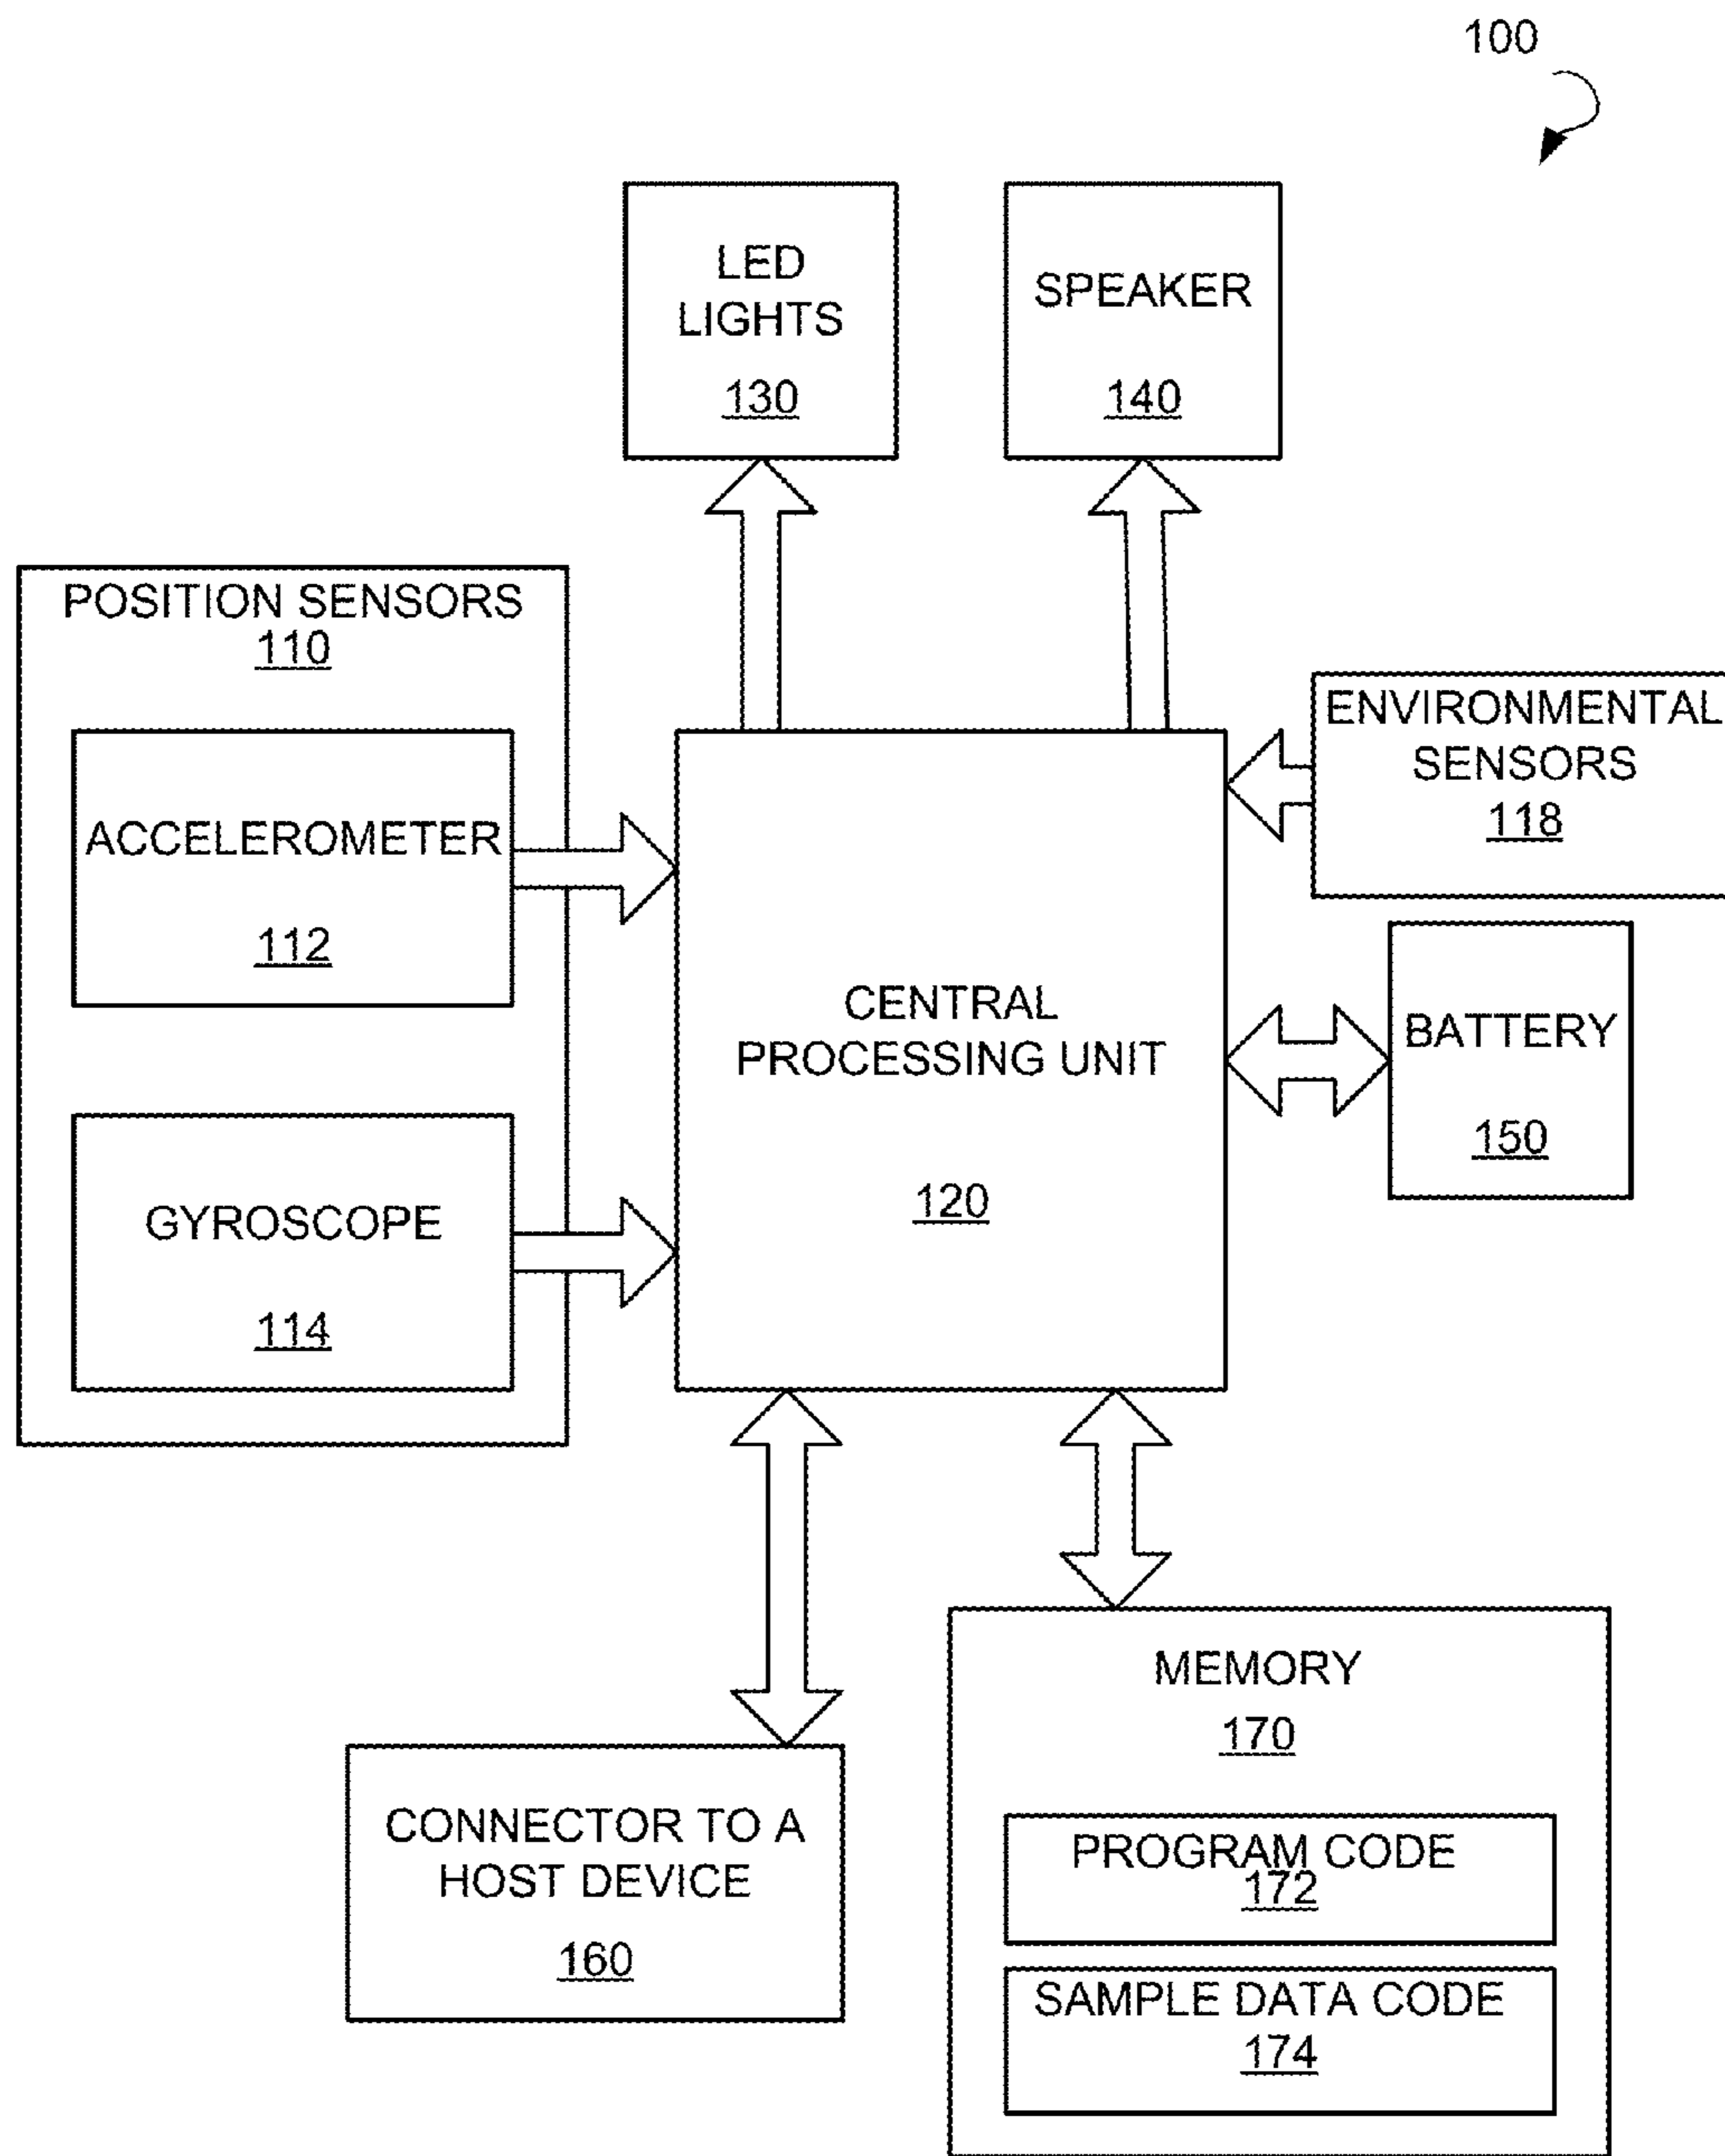 100
LED
LIGHTS
130
SPEAKER
140
POSITION SENSORS
110
ACCELEROMETER
112
GYROSCOPE
114
CENTRAL
PROCESSING UNIT
120
ENVIRONMENTAL
SENSORS
118
BATTERY
150
CONNECTOR TO A
HOST DEVICE
160
MEMORY
170
PROGRAM CODE
172
SAMPLE DATA CODE
174